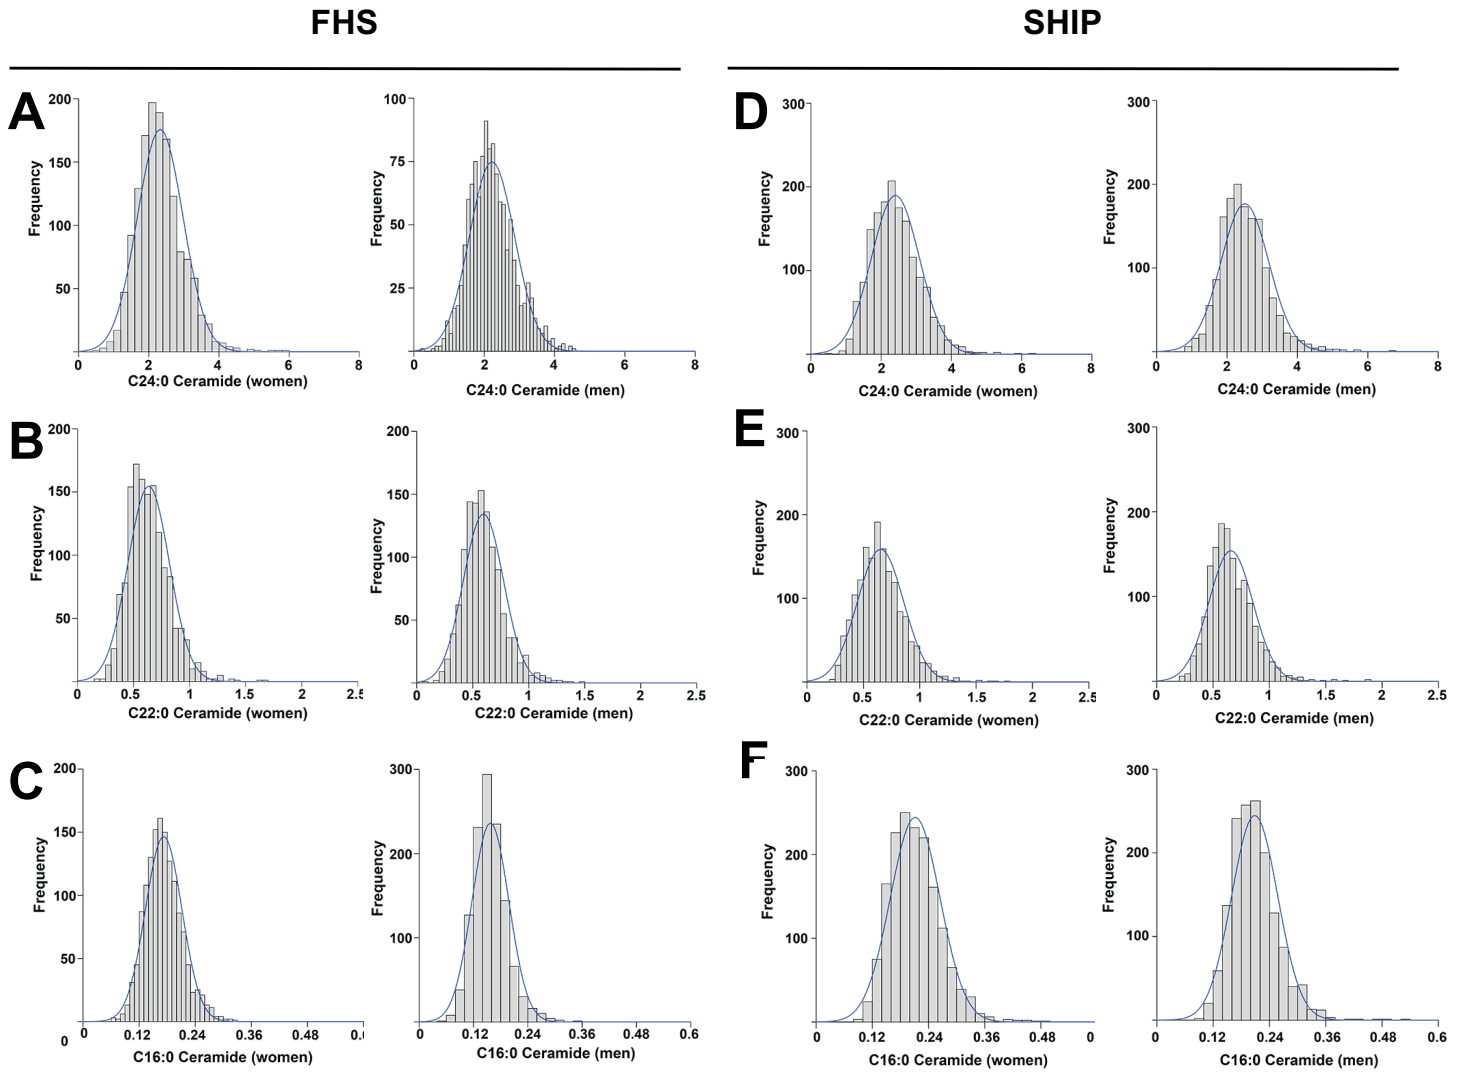 FHS
SHIP
A
200
150
100
50
Frequency
0 2 4 6 8
C24:0 Ceramide (women)
100
75
50
25
Frequency
0 2 4 6 8
C24:0 Ceramide (men)
D
300
200
100
Frequency
0 2 4 6 8
C24:0 Ceramide (women)
300
200
100
Frequency
0 2 4 6 8
C24:0 Ceramide (men)
B
200
150
100
50
Frequency
0 0.5 1 1.5 2 2.5
C22:0 Ceramide (women)
200
150
100
50
Frequency
0 0.5 1 1.5 2 2.5
C22:0 Ceramide (men)
E
300
200
100
Frequency
0 0.5 1 1.5 2 2.5
C22:0 Ceramide (women)
300
200
100
Frequency
0 0.5 1 1.5 2 2.5
C22:0 Ceramide (men)
C
200
150
100
50
0
Frequency
0 0.12 0.24 0.36 0.48 0.
C16:0 Ceramide (women)
300
200
100
Frequency
0 0.12 0.24 0.36 0.48 0.6
C16:0 Ceramide (men)
F
300
200
100
Frequency
0 0.12 0.24 0.36 0.48 0
C16:0 Ceramide (women)
300
200
100
Frequency
0 0.12 0.24 0.36 0.48 0.6
C16:0 Ceramide (men)